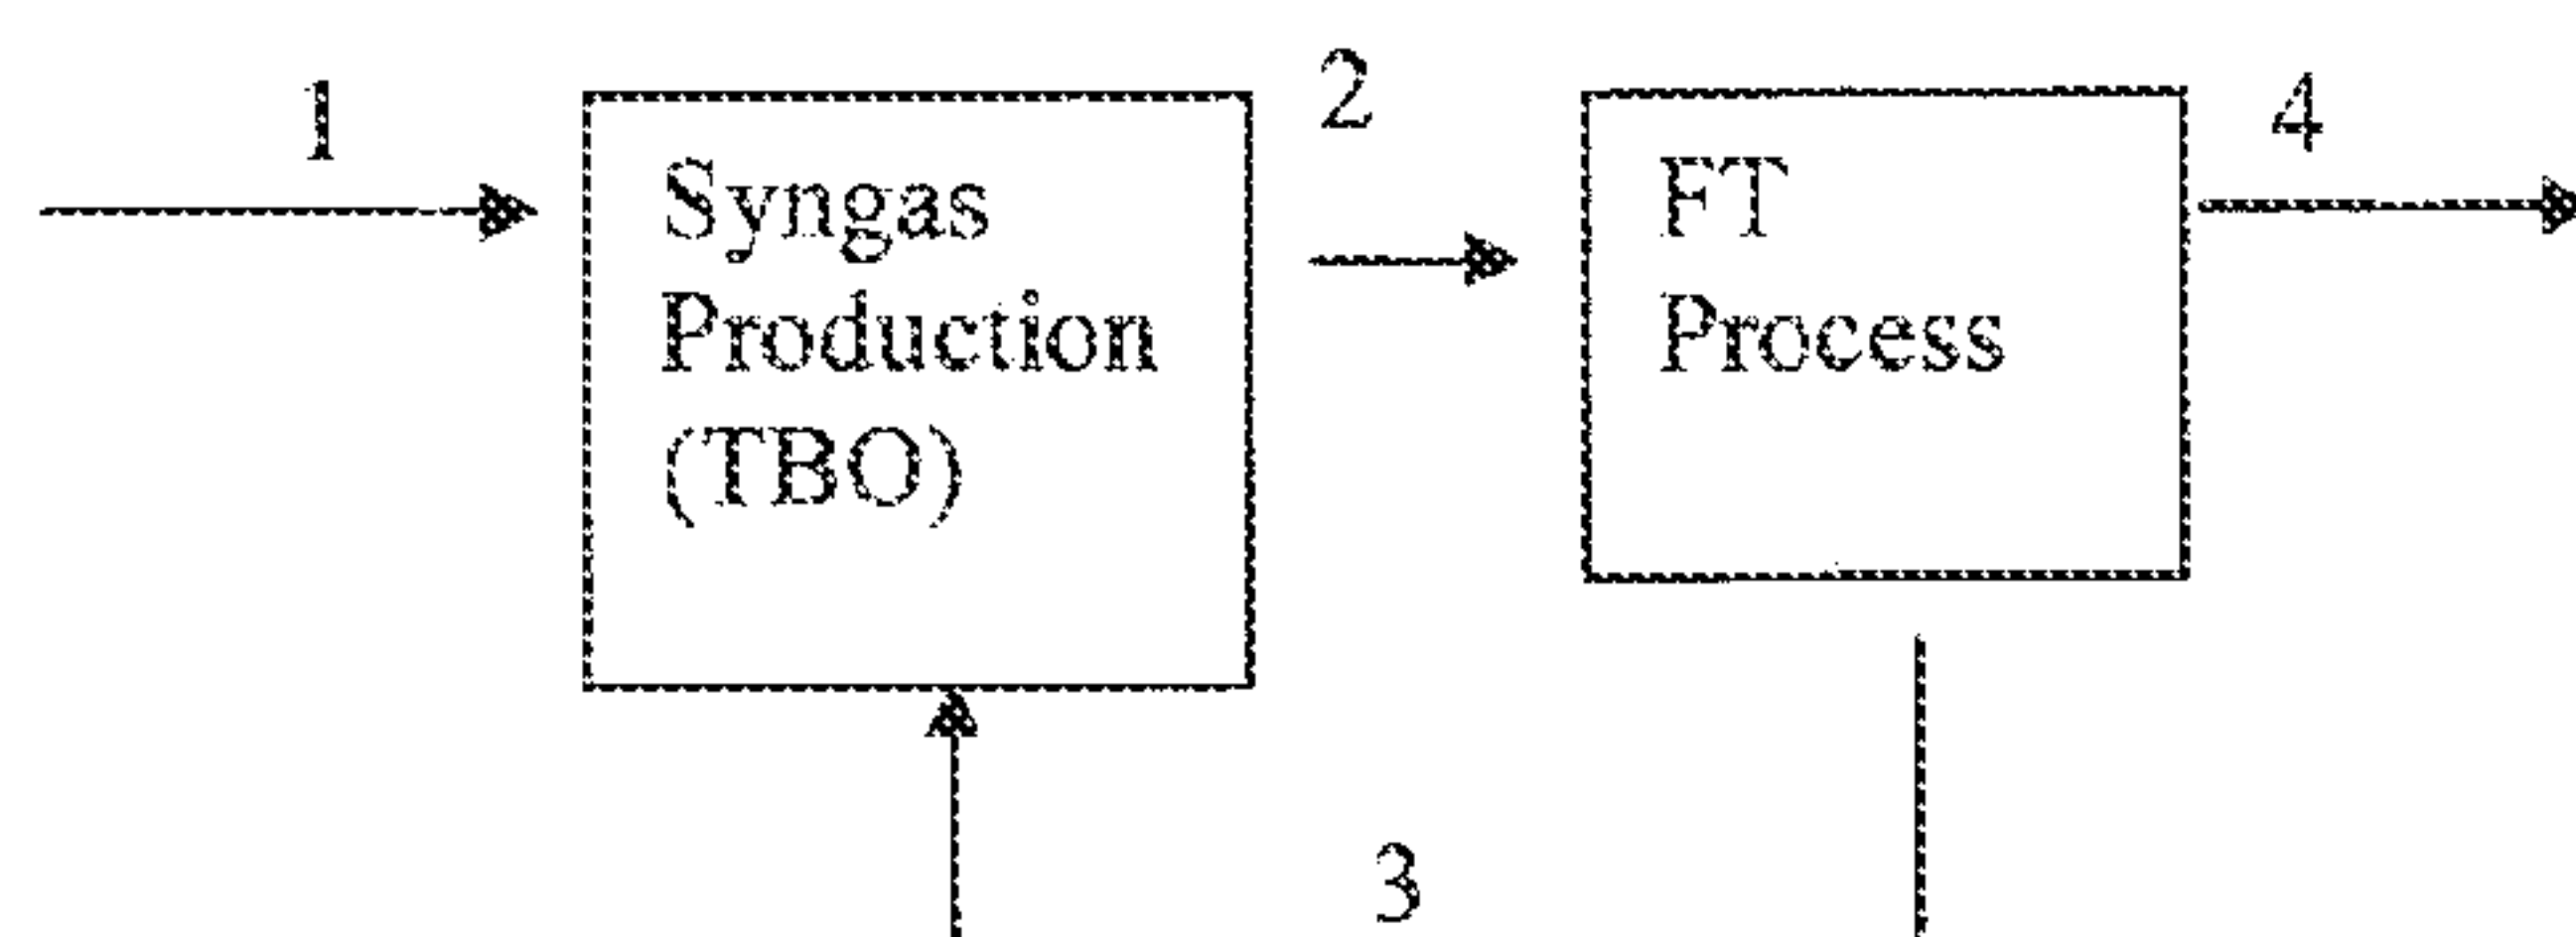 1
Syngas
Production
(TBO)
2
FT
Process
4
3